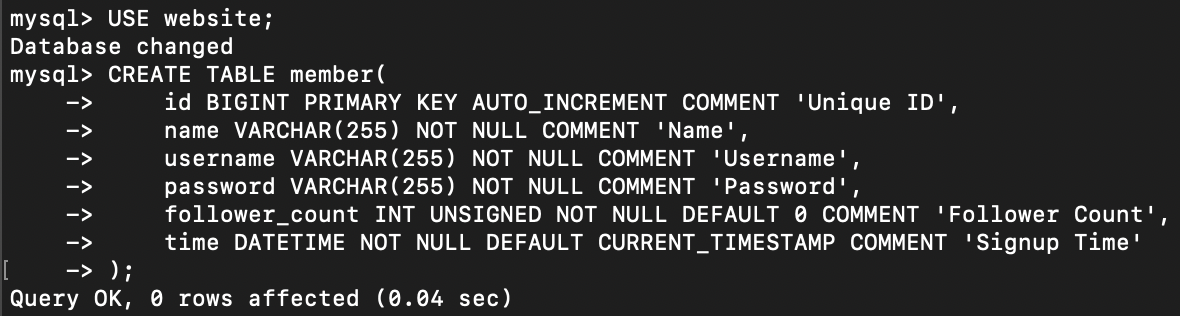 mysql> USE website;
Database changed
mysql> CREATE TABLE member(
    ->     id BIGINT PRIMARY KEY AUTO_INCREMENT COMMENT 'Unique ID',
    ->     name VARCHAR(255) NOT NULL COMMENT 'Name',
    ->     username VARCHAR(255) NOT NULL COMMENT 'Username',
    ->     password VARCHAR(255) NOT NULL COMMENT 'Password',
    ->     follower_count INT UNSIGNED NOT NULL DEFAULT 0 COMMENT 'Follower Count',
    ->     time DATETIME NOT NULL DEFAULT CURRENT_TIMESTAMP COMMENT 'Signup Time'
[    -> );
Query OK, 0 rows affected (0.04 sec)